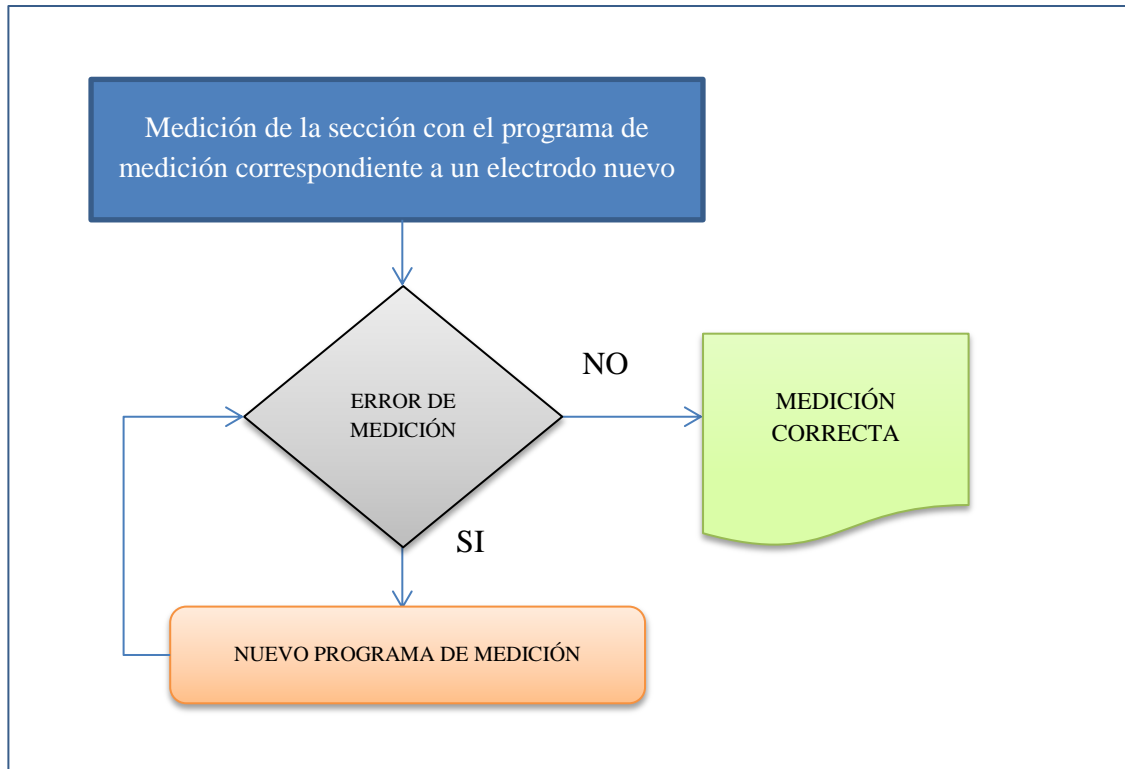 Medición de la sección con el programa de
medición correspondiente a un electrodo nuevo
NO
ERROR DE
MEDICIÓN
MEDICIÓN
CORRECTA
SI
NUEVO PROGRAMA DE MEDICIÓN